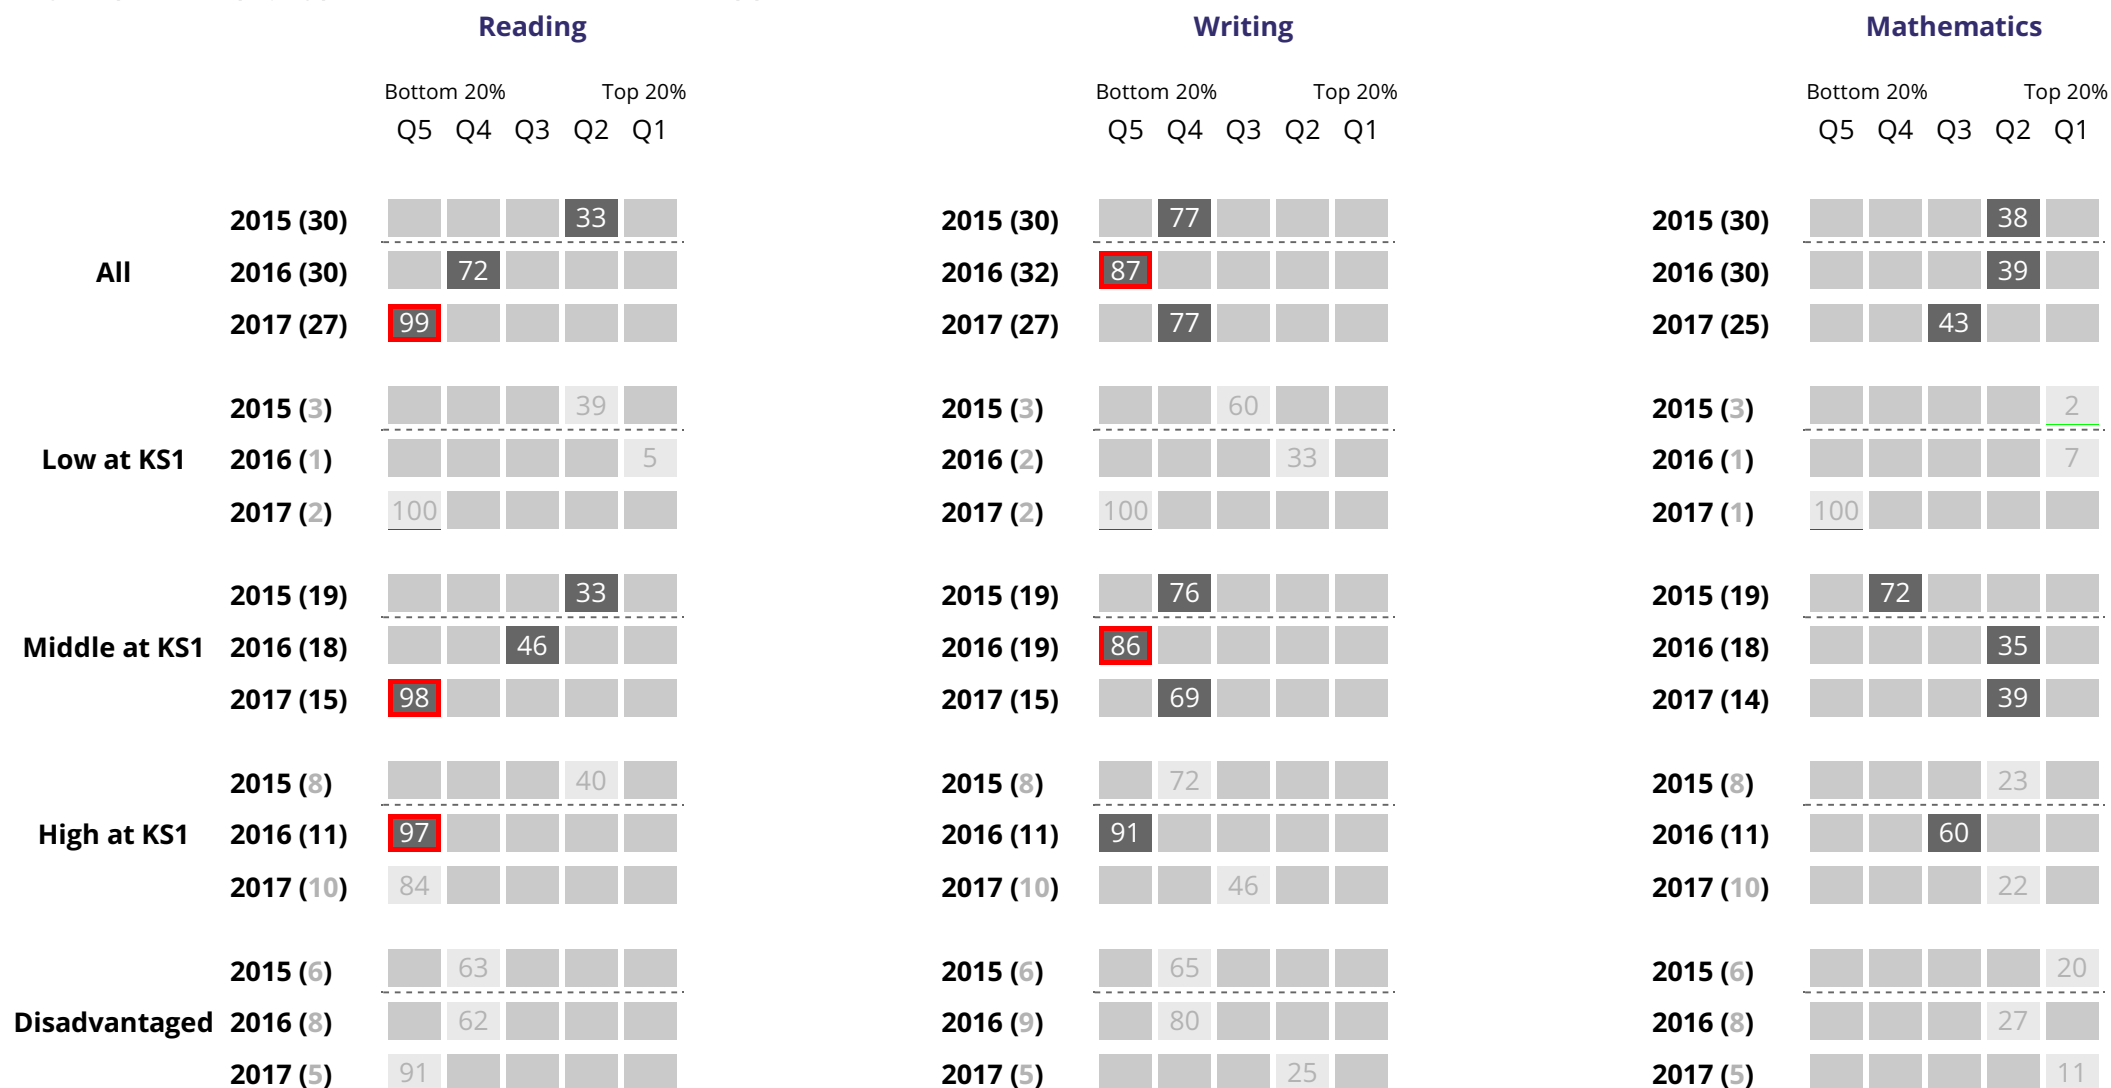 Reading Writing Mathematics
Bottom 20% Top 20% Bottom 20% Top 20% Bottom 20% Top 20%
Q5 Q4 Q3 Q2 Q1 Q5 Q4 Q3 Q2 Q1 Q5 Q4 Q3 Q2 Q1
2015 (30) 33 2015 (30) 77 2015 (30) 38
All 2016 (30) 72 2016 (32) 87 2016 (30) 39
2017 (27) 99 2017 (27) 77 2017 (25) 43
2015 (3) 39 2015 (3) 60 2015 (3) 2
Low at KS1 2016 (1) 5 2016 (2) 33 2016 (1) 7
2017 (2) 100 2017 (2) 100 2017 (1) 100
2015 (19) 33 2015 (19) 76 2015 (19) 72
Middle at KS1 2016 (18) 46 2016 (19) 86 2016 (18) 35
2017 (15) 98 2017 (15) 69 2017 (14) 39
2015 (8) 40 2015 (8) 72 2015 (8) 23
High at KS1 2016 (11) 97 2016 (11) 91 2016 (11) 60
2017 (10) 84 2017 (10) 46 2017 (10) 22
2015 (6) 63 2015 (6) 65 2015 (6) 20
Disadvantaged 2016 (8) 62 2016 (9) 80 2016 (8) 27
2017 (5) 91 2017 (5) 25 2017 (5) 11